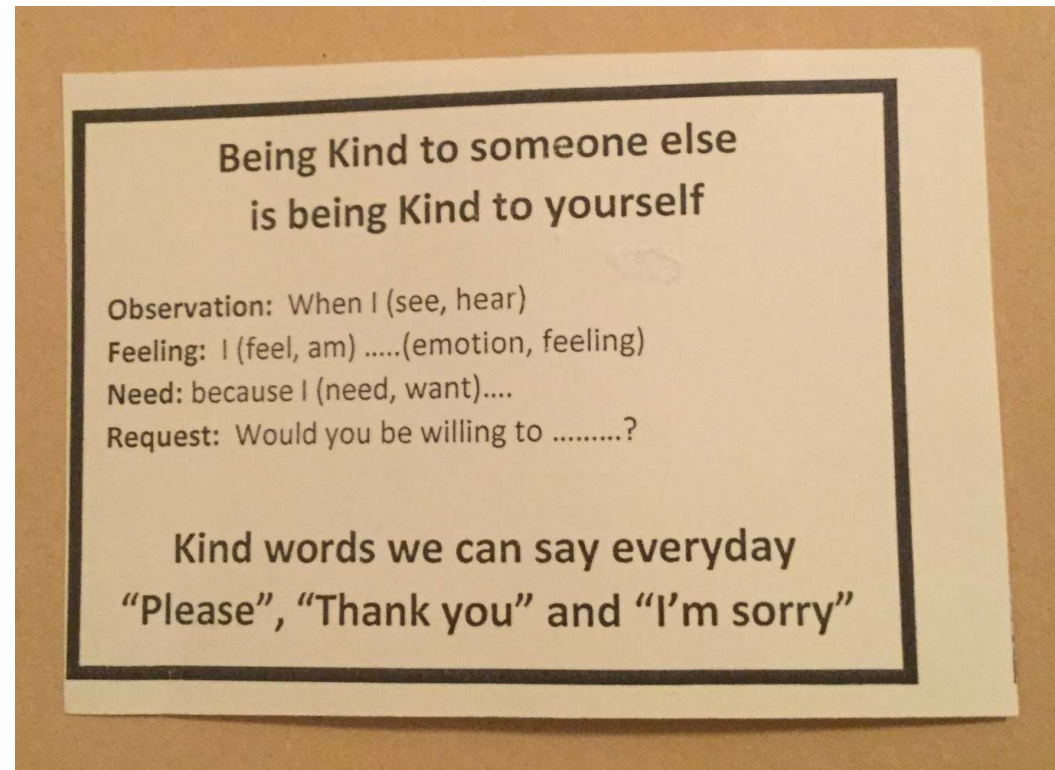 Being Kind to someone else
is being Kind to yourself
Observation: When I (see, hear)
Feeling: I (feel, am) .....(emotion, feeling)
Need: because I (need, want)....
Request: Would you be willing to .........?
Kind words we can say everyday
“Please”, “Thank you” and “I’m sorry”